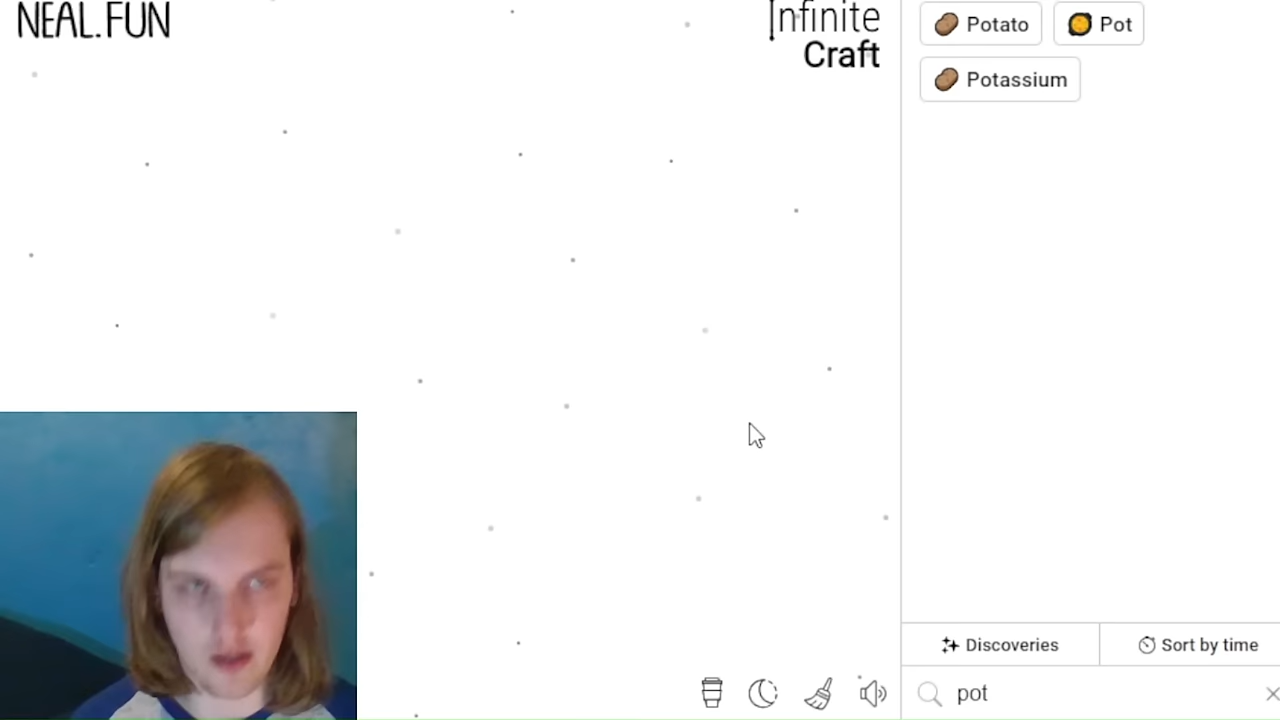 NEAL.FUN
Infinite
Craft
Potato
Pot
Potassium
Discoveries
Sort by time
pot